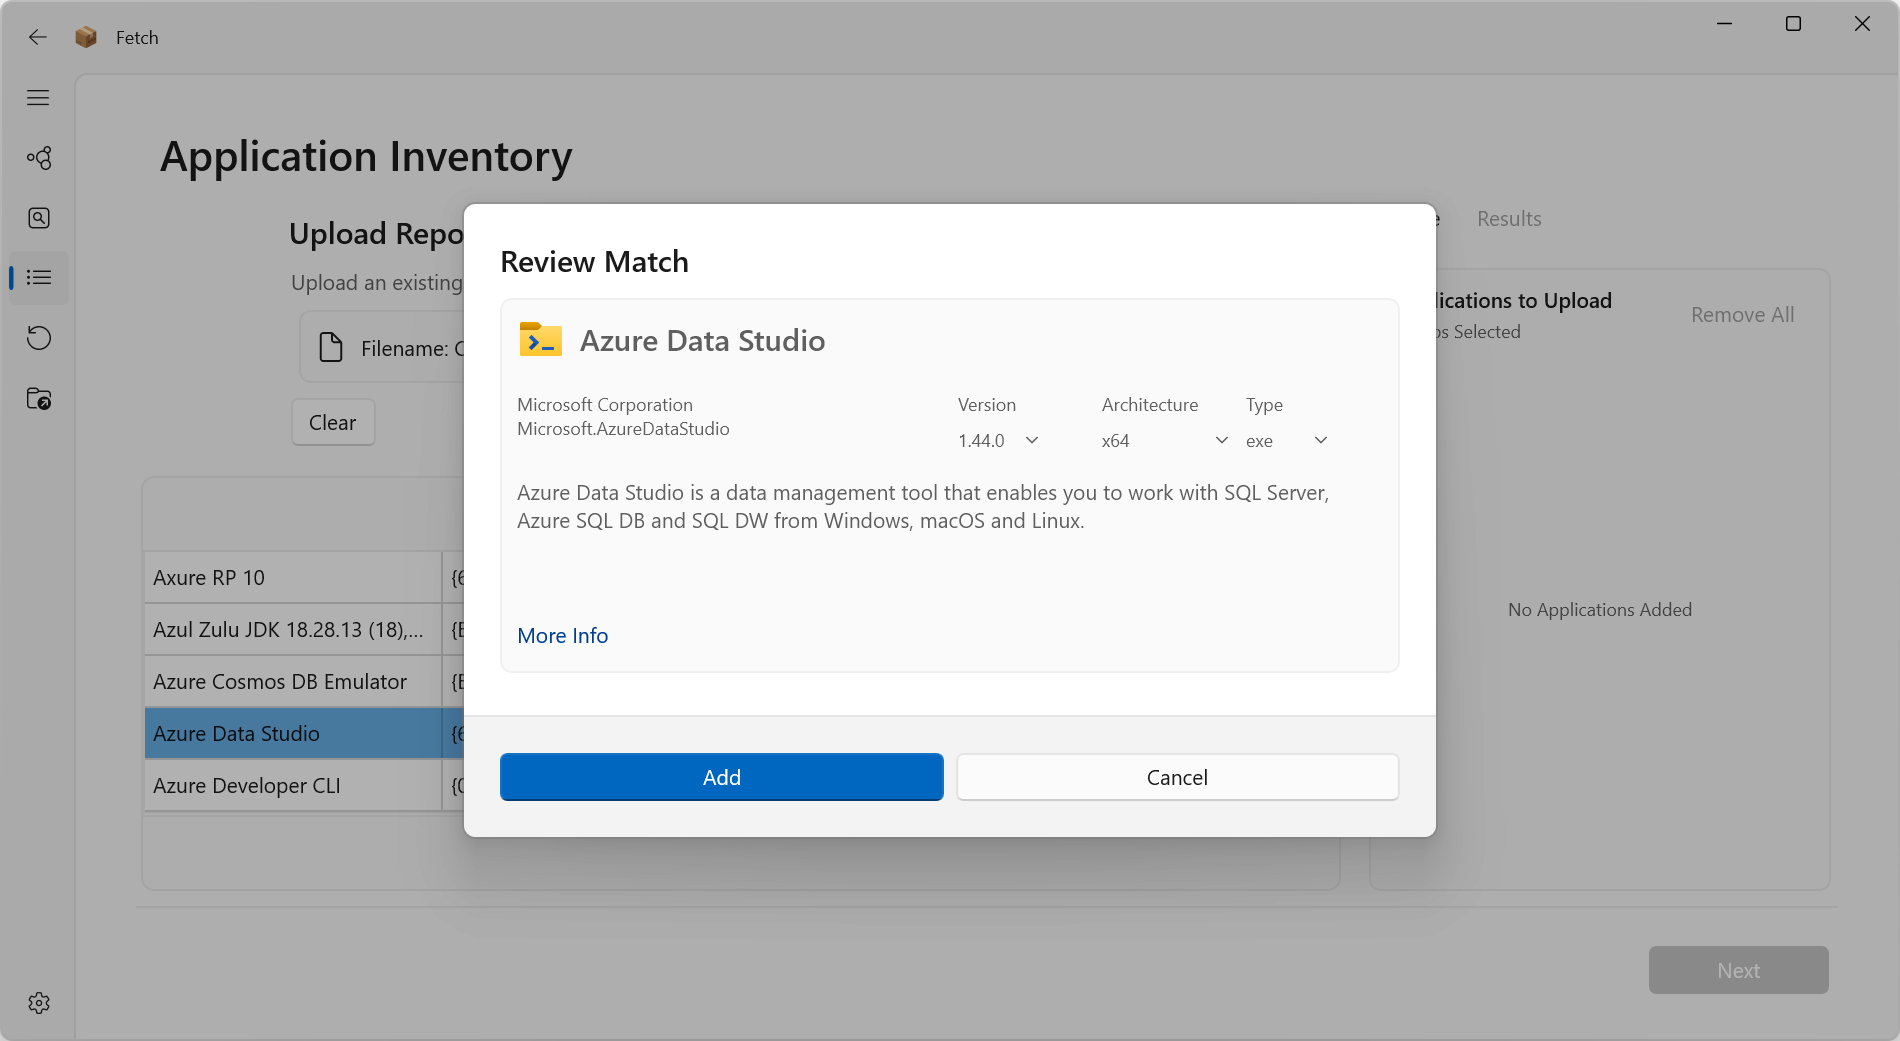 Fetch
Application Inventory
Upload Repo
Upload an existing
Filename:
Clear
Results
to Upload
Selected
Remove All
No Applications Added
Axure RP 10
Azul Zulu JDK 18.28.13 (18),...
Azure Cosmos DB Emulator
Azure Data Studio
Azure Developer CLI
Review Match
Azure Data Studio
Microsoft Corporation
Microsoft.AzureDataStudio
Version
Architecture
Type
1.44.0
x64
exe
Azure Data Studio is a data management tool that enables you to work with SQL Server,
Azure SQL DB and SQL DW from Windows, macOS and Linux.
More Info
Add
Cancel
Next